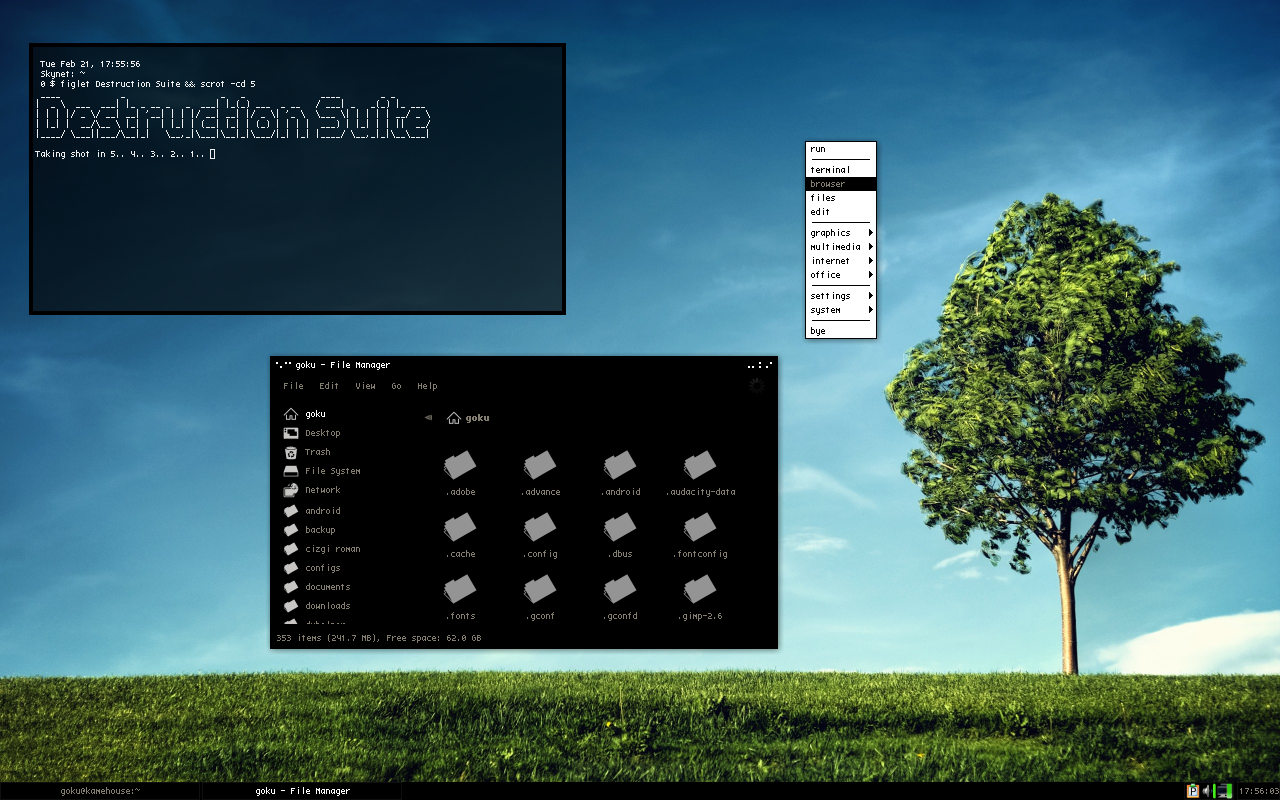 Tue Feb 21, 17:55:56
Skynet: ~
0 $ figlet Destruction Suite && scrot -cd 5
Destruction Suite
Taking shot in 5.. 4.. 3.. 2.. 1..
run
terminal
browser
files
edit
graphics
multimedia
internet
office
settings
system
bye
goku - File Manager
File Edit View Go Help
goku
Desktop
Trash
File System
Network
android
backup
cizgi roman
configs
documents
downloads
goku
.adobe .advance .android .audacity-data
.cache .config .dbus .fontconfig
.fonts .gconf .gconfd .gimp-2.6
353 items (241.7 MB), Free space: 62.0 GB
goku@kamehouse:~ goku - File Manager P 17:56:03